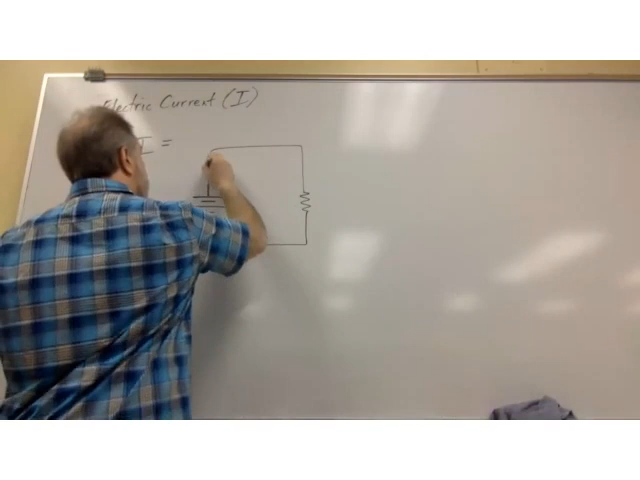 Electric Current (I)
I =